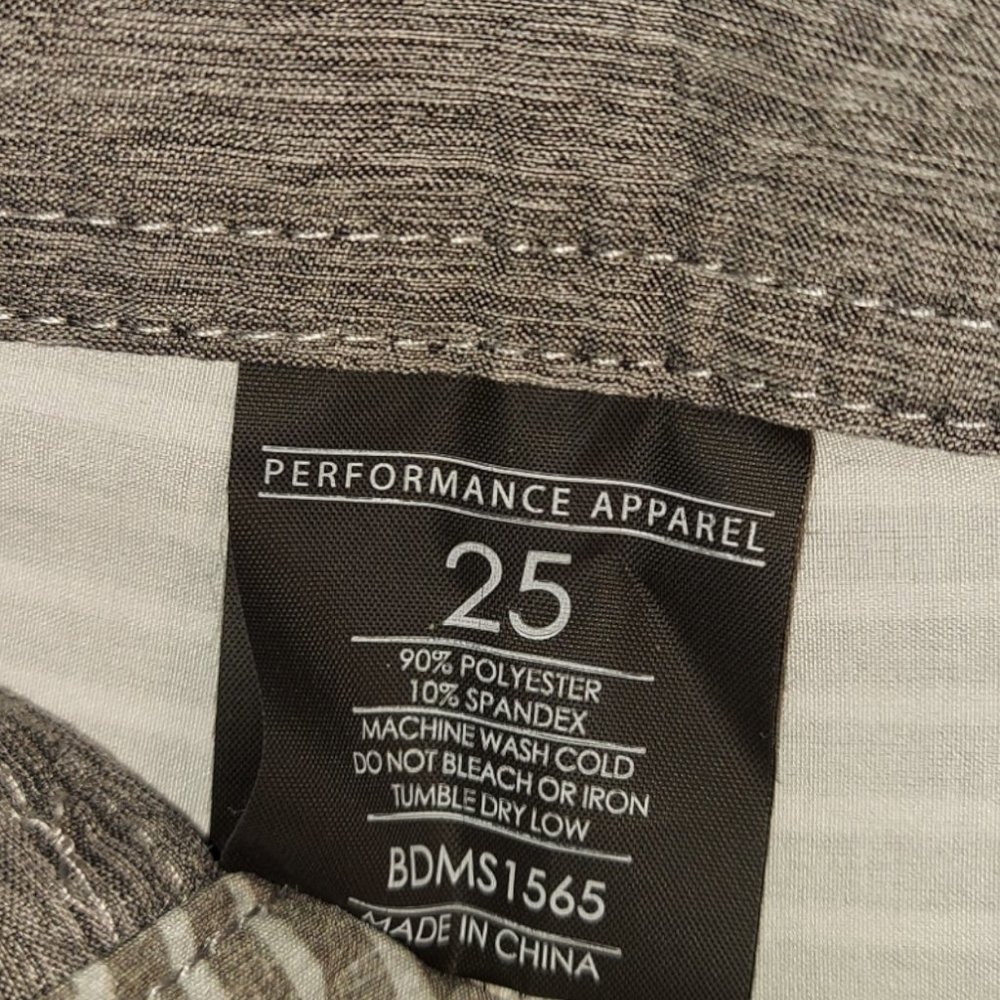 PERFORMANCE APPAREL
25
90% POLYESTER
10% SPANDEX
MACHINE WASH COLD
DO NOT BLEACH OR IRON
TUMBLE DRY LOW
BDMS1565
MADE IN CHINA